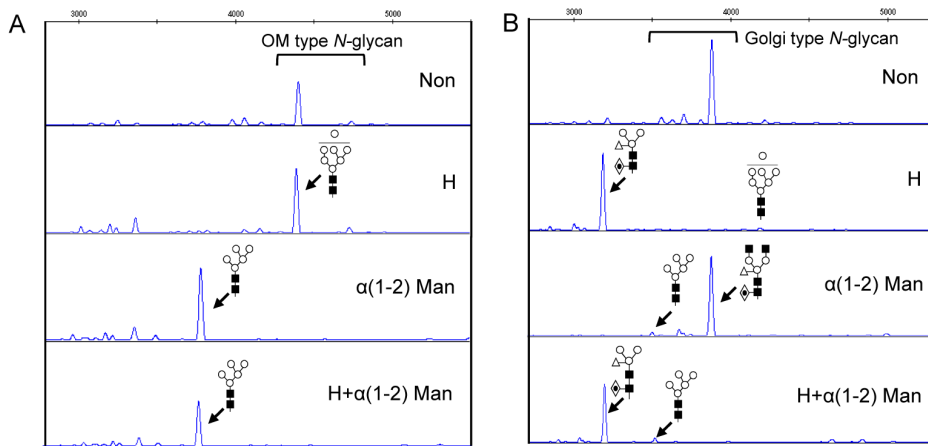 A
3000 4000 5000
OM type N-glycan
Non
H
α(1-2) Man
H+α(1-2) Man
B
3000 4000 5000
Golgi type N-glycan
Non
H
α(1-2) Man
H+α(1-2) Man